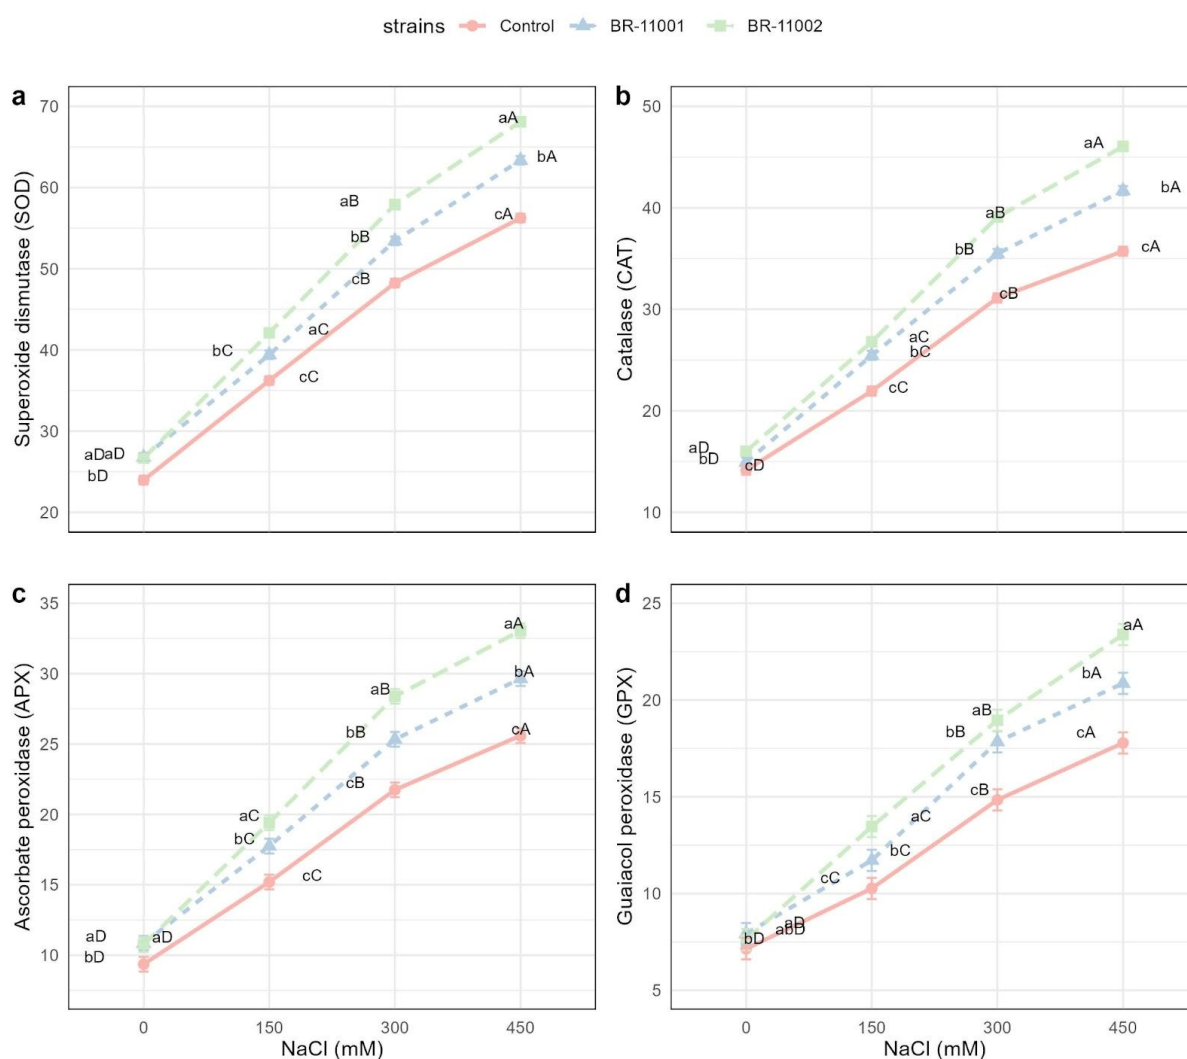 strains Control BR-11001 BR-11002
a
b
70
60
50
40
30
20
Superoxide dismutase (SOD)
aDaD
bD
bC
aC
cC
aB
bB
cB
aA
bA
cA
50
40
30
20
10
Catalase (CAT)
aD
bD
cD
aC
bC
cC
aB
bB
cB
aA
bA
cA
c
d
35
30
25
20
15
10
Ascorbate peroxidase (APX)
aD
aD
bD
aC
bC
cC
aB
bB
cB
aA
bA
cA
0 150 300 450
NaCl (mM)
25
20
15
10
5
Guaiacol peroxidase (GPX)
aD
abD
bD
aC
bC
cC
aB
bB
cB
aA
bA
cA
0 150 300 450
NaCl (mM)